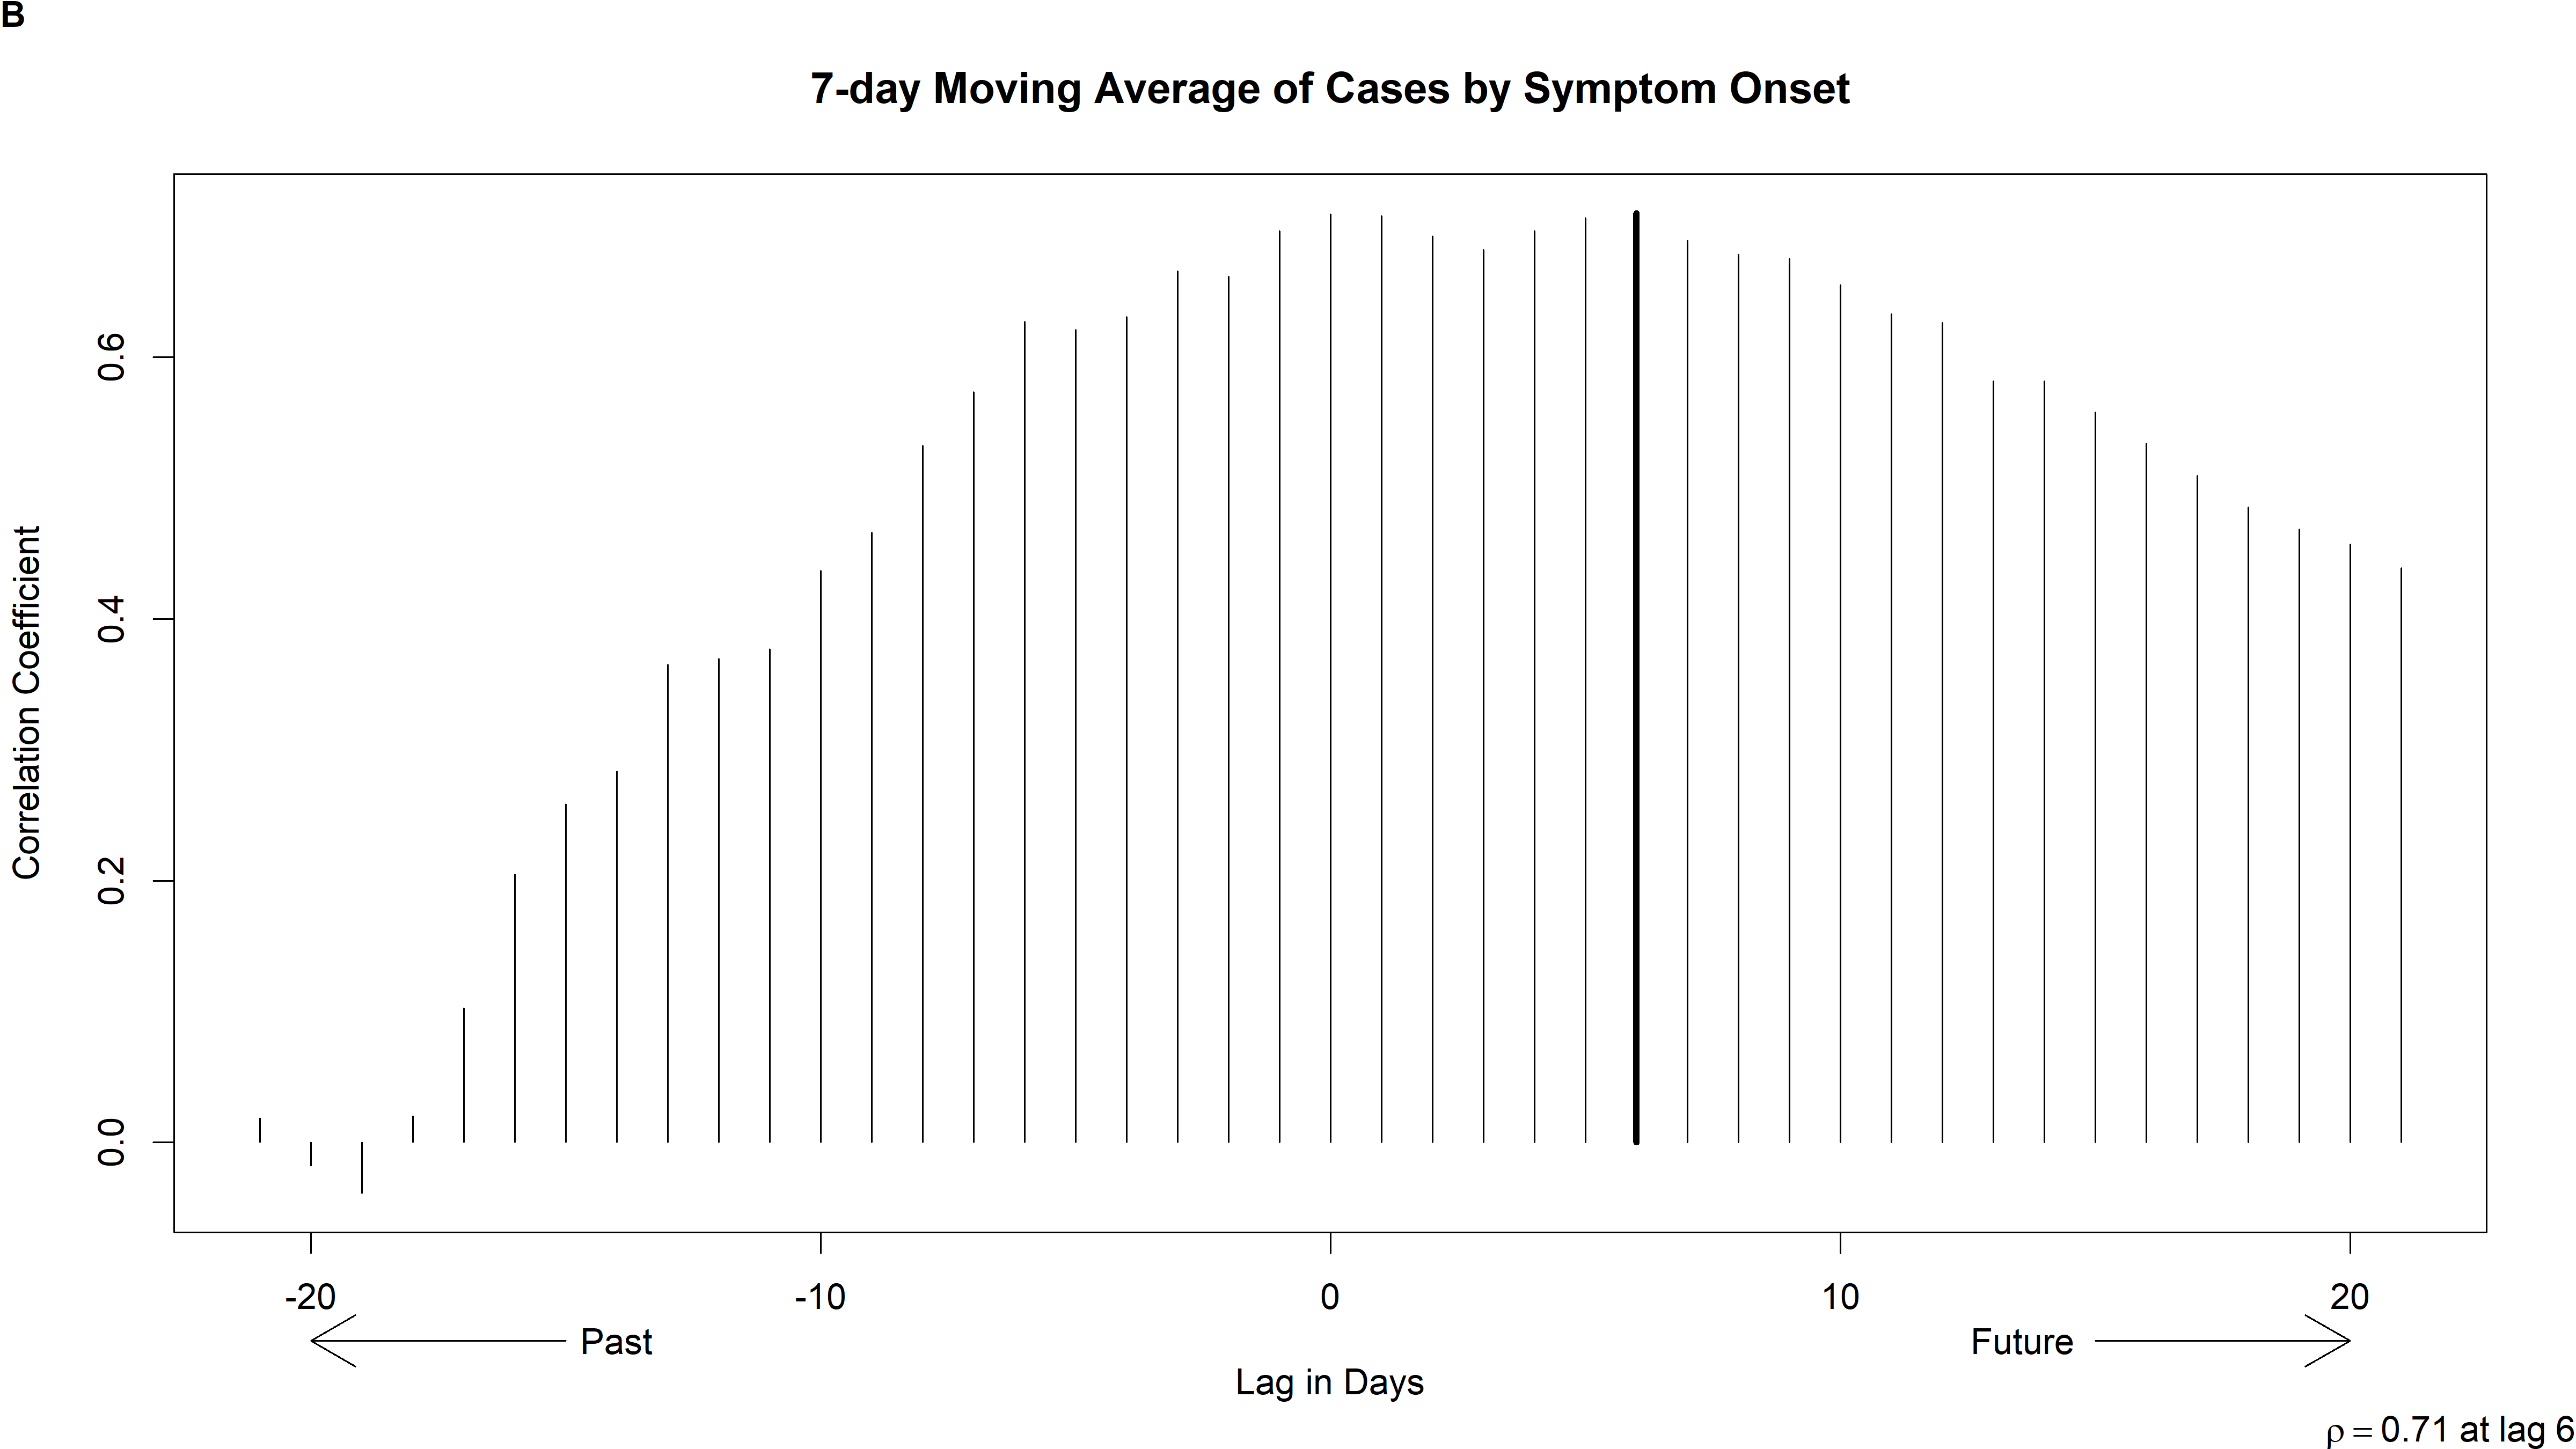 B
7-day Moving Average of Cases by Symptom Onset
Correlation Coefficient
0.6
0.4
0.2
0.0
-20 -10 0 10 20
Past Future
Lag in Days
ρ = 0.71 at lag 6